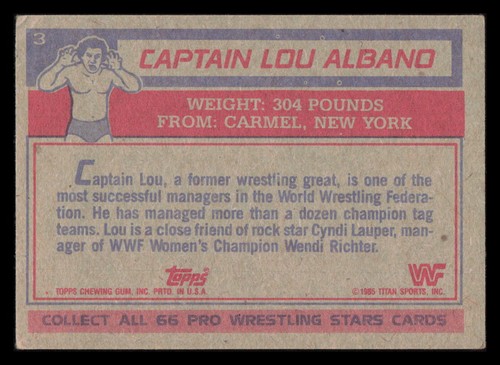 3
CAPTAIN LOU ALBANO
WEIGHT: 304 POUNDS
FROM: CARMEL, NEW YORK
Captain Lou, a former wrestling great, is one of the
most successful managers in the World Wrestling Federa-
tion. He has managed more than a dozen champion tag
teams. Lou is a close friend of rock star Cyndi Lauper, man-
ager of WWF Women's Champion Wendi Richter.
Topps
WF
TOPPS CHEWING GUM, INC. PRTD. IN U.S.A
© 1985 TITAN SPORTS, INC.
COLLECT ALL 66 PRO WRESTLING STARS CARDS